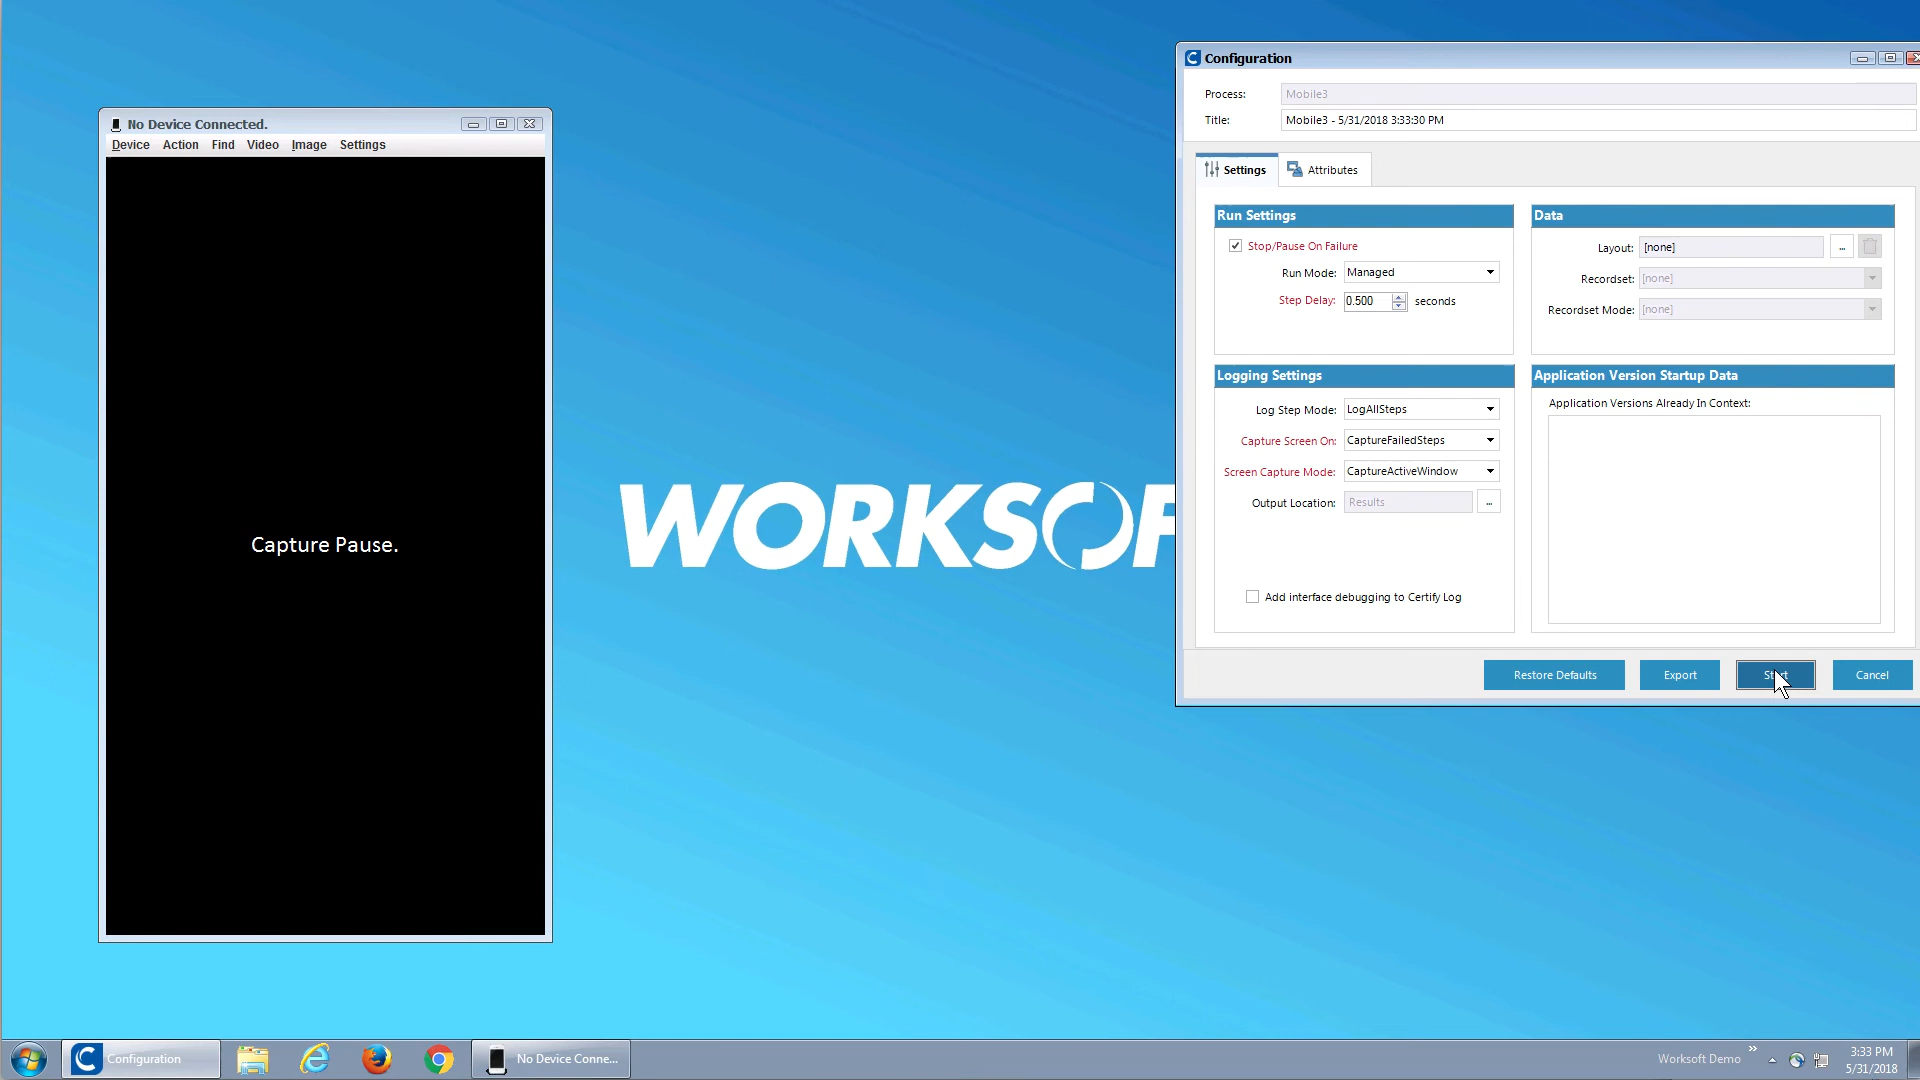 No Device Connected.
Device Action Find Video Image Settings
Capture Pause.
WORKSOF
Configuration
Process: Mobile3
Title: Mobile3 - 5/31/2018 3:33:30 PM
Settings Attributes
Run Settings
Stop/Pause On Failure
Run Mode: Managed
Step Delay: 0.500 seconds
Data
Layout: [none] ...
Recordset: [none]
Recordset Mode: [none]
Logging Settings
Log Step Mode: LogAllSteps
Capture Screen On: CaptureFailedSteps
Screen Capture Mode: CaptureActiveWindow
Output Location: Results ...
Add interface debugging to Certify Log
Application Version Startup Data
Application Versions Already In Context:
Restore Defaults Export Start Cancel
Configuration
No Device Conne...
Worksoft Demo
3:33 PM
5/31/2018